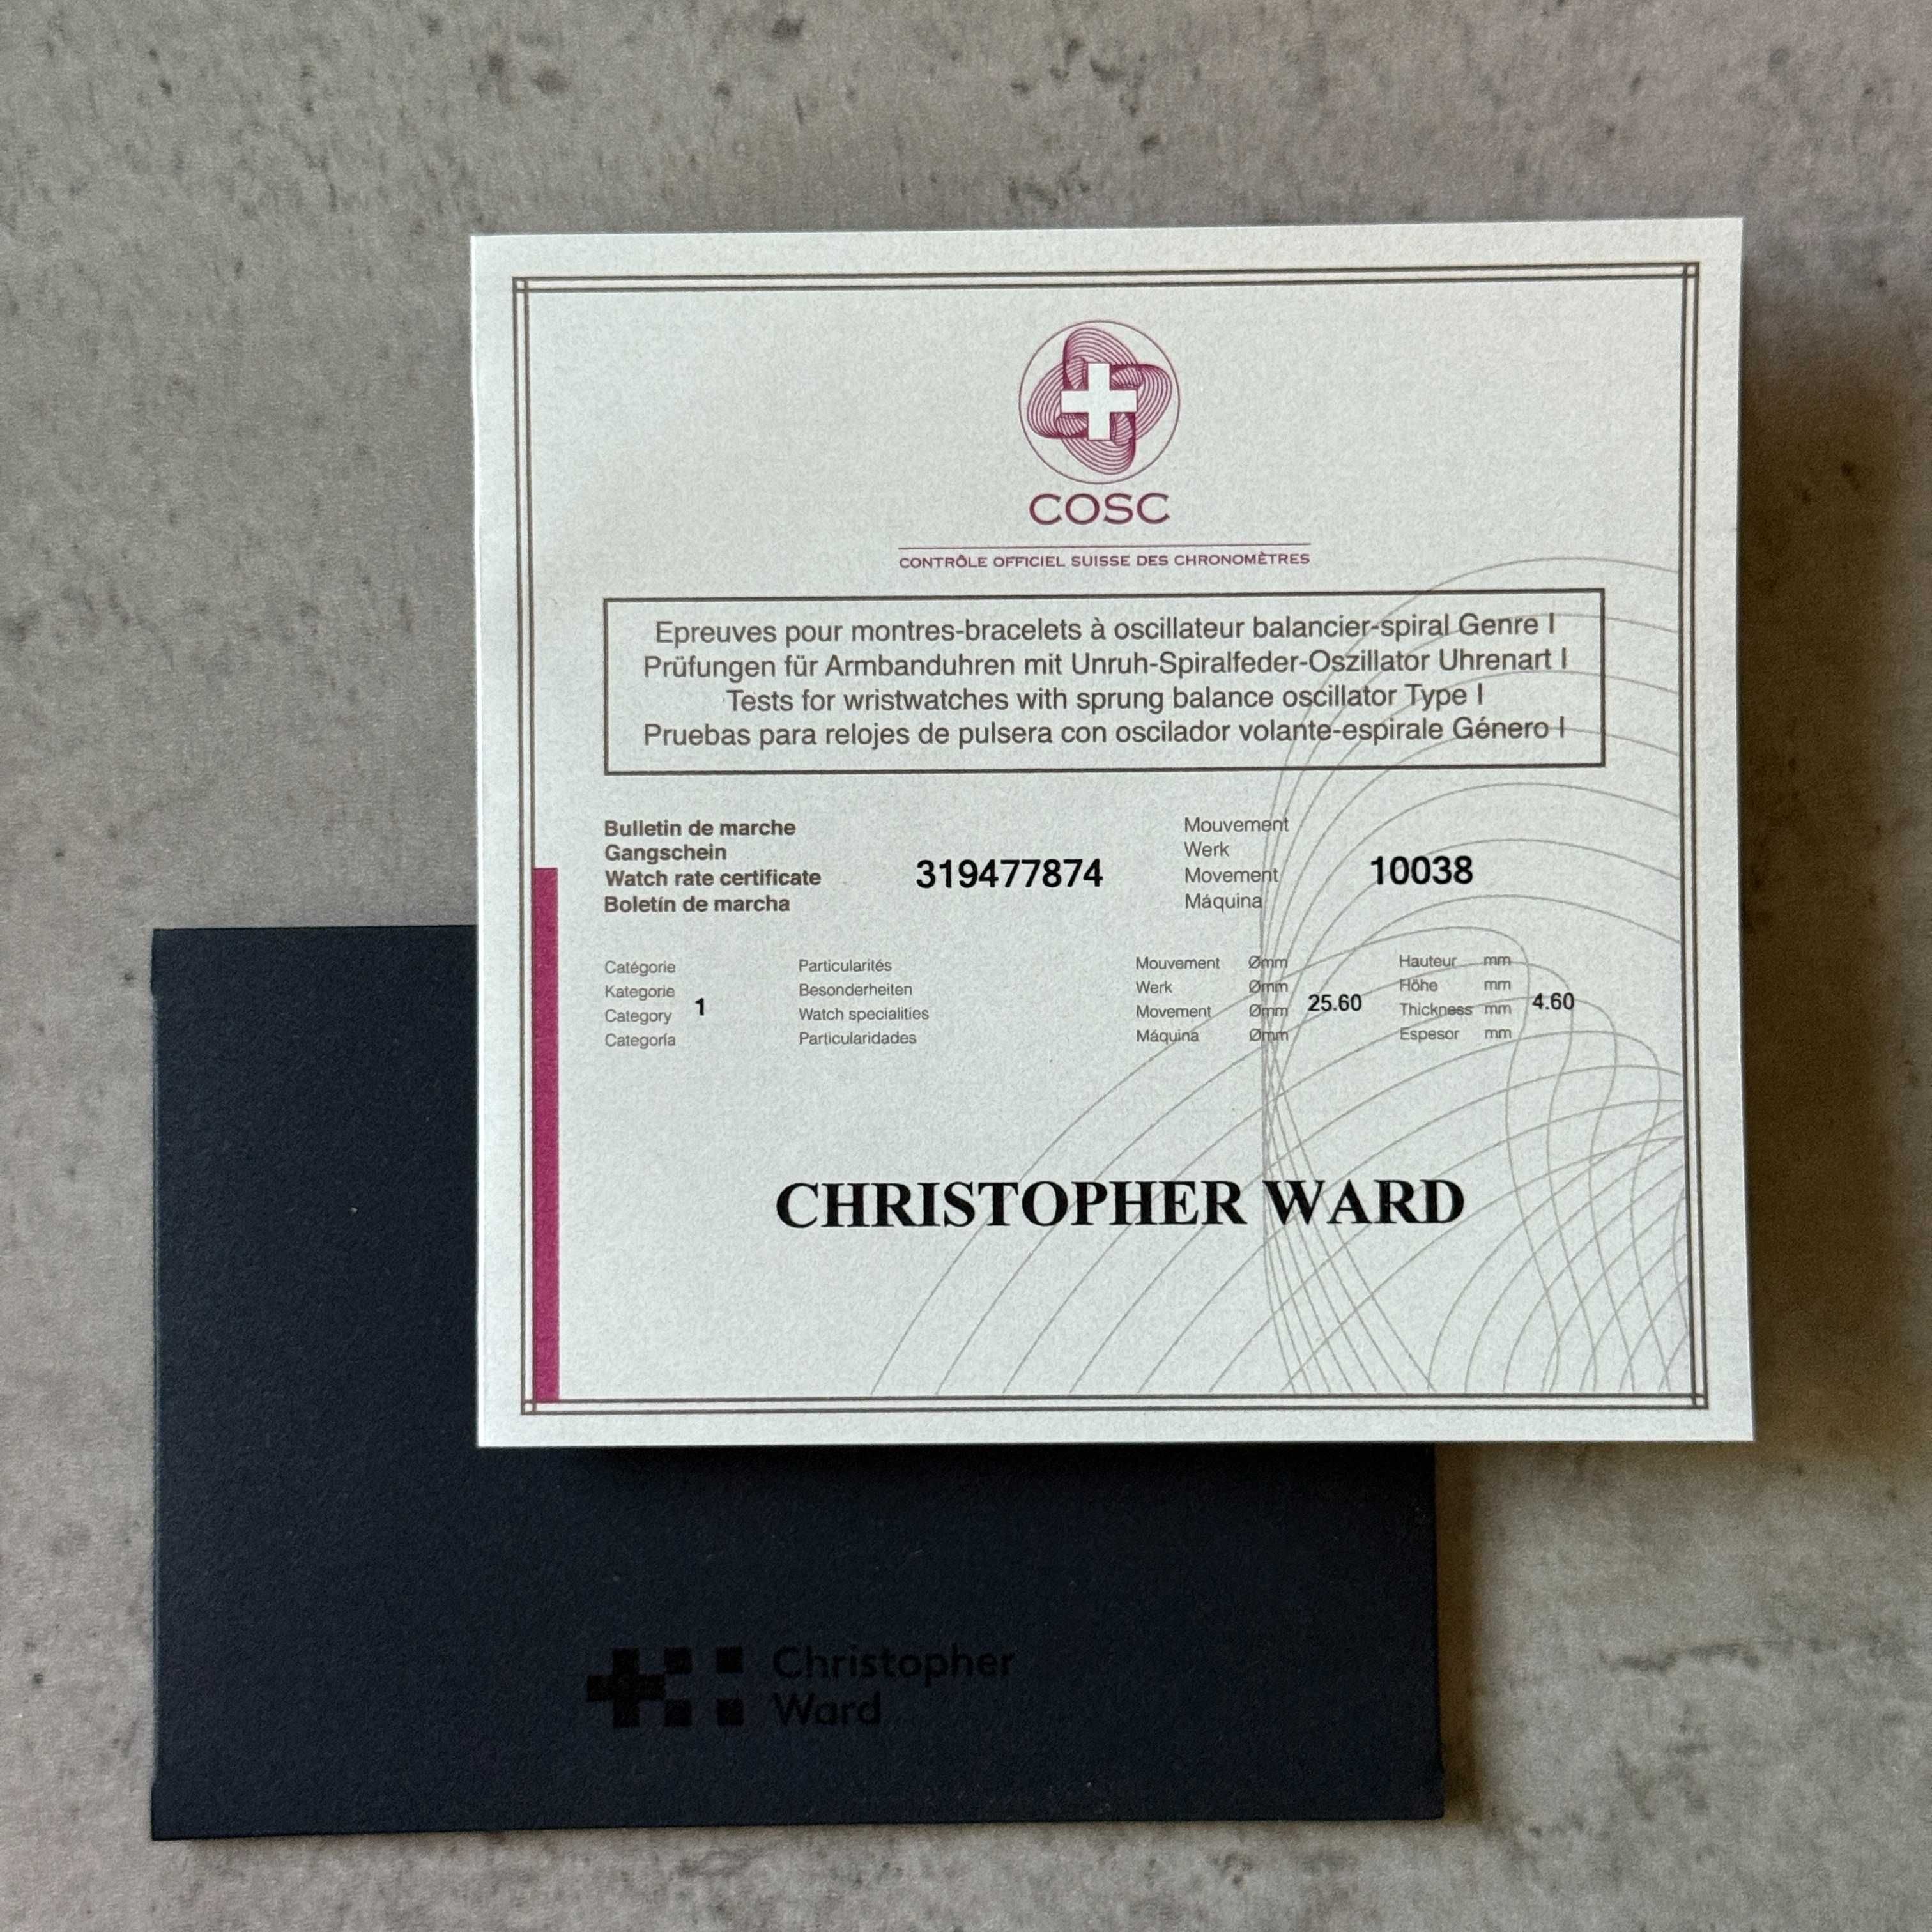 COSC
CONTRÔLE OFFICIEL SUISSE DES CHRONOMÈTRES
Epreuves pour montres-bracelets à oscillateur balancier-spiral Genre I
Prüfungen für Armbanduhren mit Unruh-Spiralfeder-Oszillator Uhrenart I
Tests for wristwatches with sprung balance oscillator Type I
Pruebas para relojes de pulsera con oscilador volante-espirale Género I
Bulletin de marche
Gangschein
Watch rate certificate
Boletín de marcha
319477874
Mouvement
Werk
Movement
Máquina
10038
Catégorie
Kategorie
Category
Categoría
1
Particularités
Besonderheiten
Watch specialities
Particularidades
Mouvement Ømm
Werk Ømm
Movement Ømm
Máquina Ømm
25.60
Hauteur mm
Höhe mm
Thickness mm
Espesor mm
4.60
CHRISTOPHER WARD
Christopher
Ward